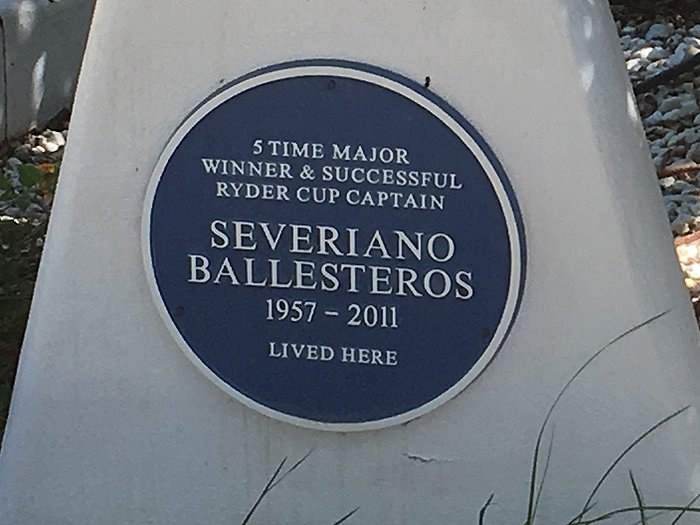 5 TIME MAJOR
WINNER & SUCCESSFUL
RYDER CUP CAPTAIN
SEVERIANO
BALLESTEROS
1957 – 2011
LIVED HERE